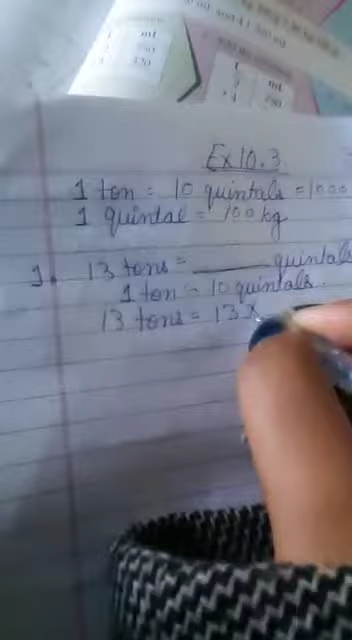 Ex 10.3
1 ton = 10 quintals = 1000
1 quintal = 100 kg
1. 13 tons = ______ quintals
1 ton = 10 quintals.
13 tons = 13 x